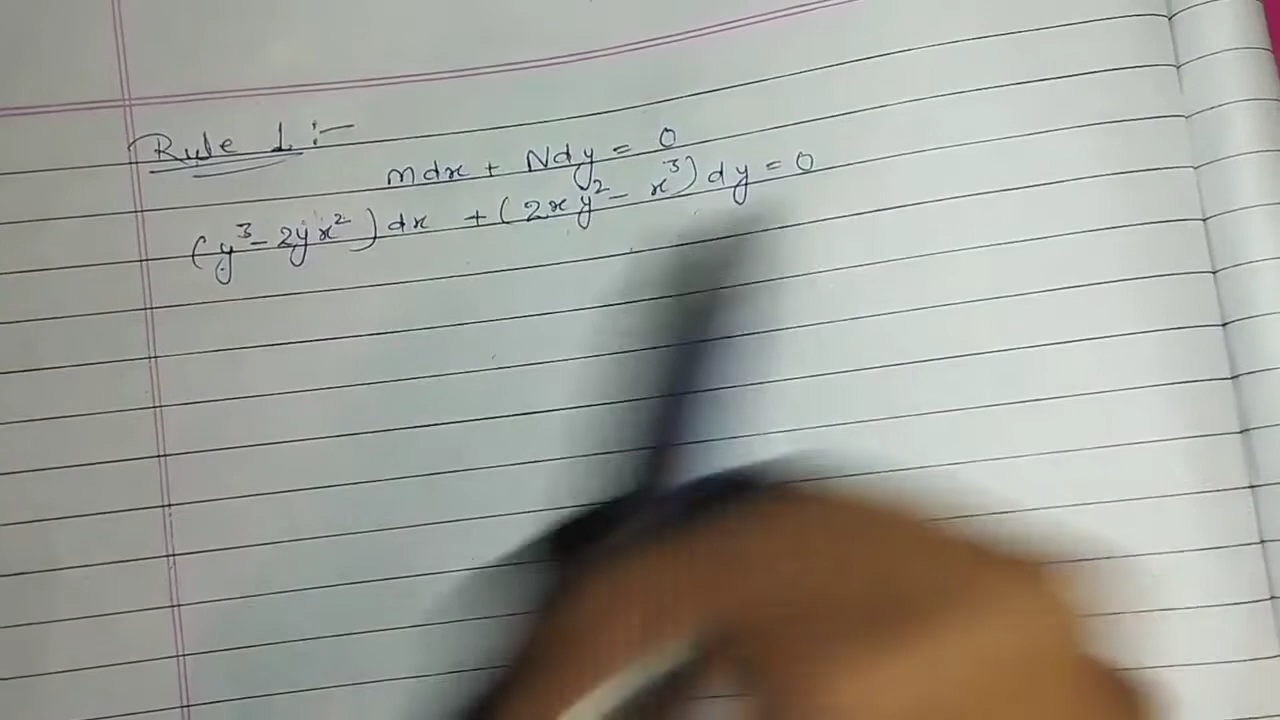 Rule 1 :-
mdx + Ndy = 0
(y³ - 2yx²) dx + (2xy² - x³) dy = 0